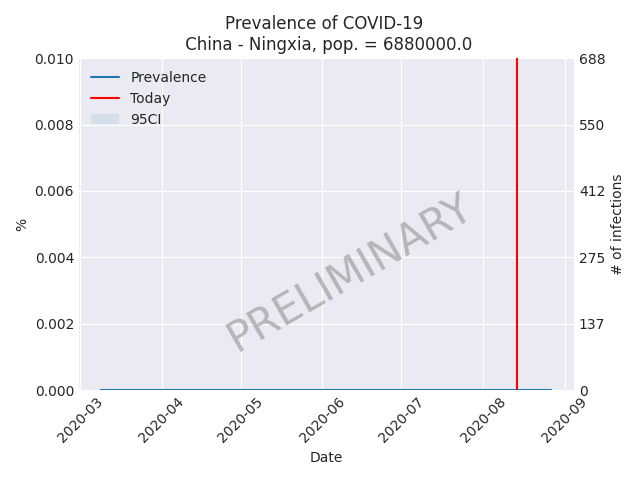 Prevalence of COVID-19
China - Ningxia, pop. = 6880000.0
0.010
0.008
0.006
0.004
0.002
0.000
%
Prevalence
Today
95CI
PRELIMINARY
688
550
412
275
137
0
# of infections
2020-03
2020-04
2020-05
2020-06
2020-07
2020-08
2020-09
Date